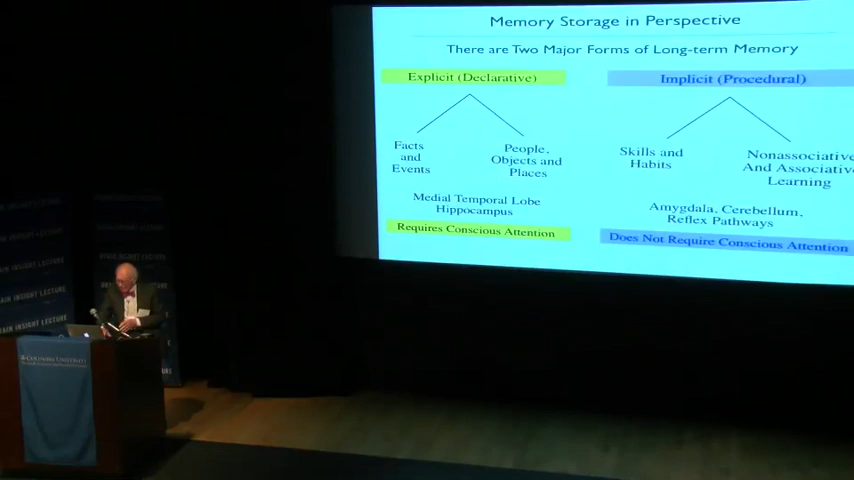 Memory Storage in Perspective
There are Two Major Forms of Long-term Memory
Explicit (Declarative)
Implicit (Procedural)
Facts
and
Events
People,
Objects and
Places
Skills and
Habits
Nonassociative
And Associative
Learning
Medial Temporal Lobe
Hippocampus
Amygdala, Cerebellum,
Reflex Pathways
Requires Conscious Attention
Does Not Require Conscious Attention
BRAIN INSIGHT LECTURE
COLUMBIA UNIVERSITY